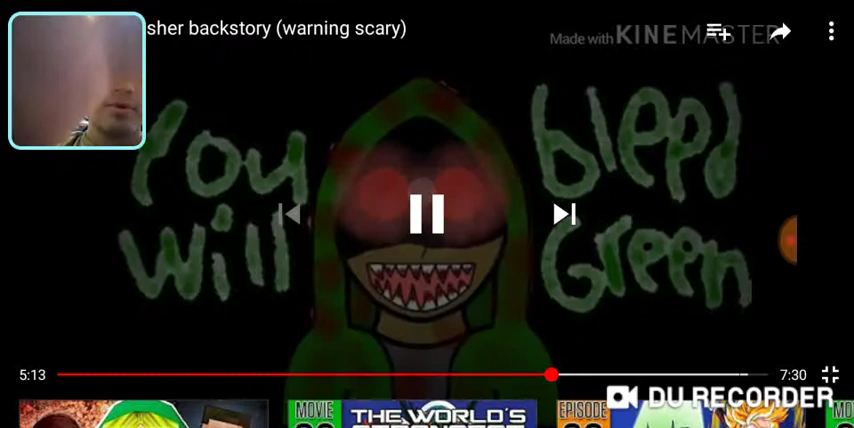 sher backstory (warning scary)
Made with KINEMASTER
You bleed
Will Green
5:13
7:30
DU RECORDER
MOVIE
THE WORLD'S
EPISODE